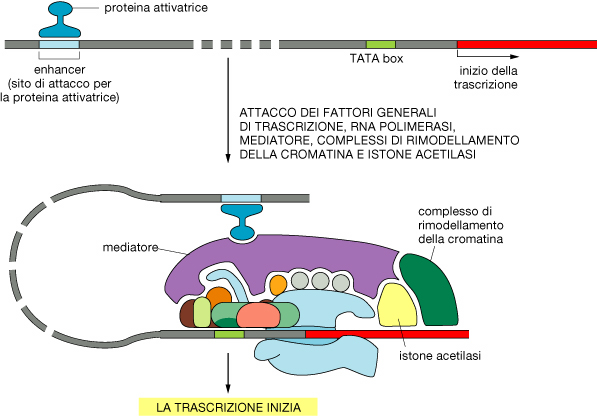 proteina attivatrice
enhancer
(sito di attacco per
la proteina attivatrice)
TATA box
inizio della
trascrizione
ATTACCO DEI FATTORI GENERALI
DI TRASCRIZIONE, RNA POLIMERASI,
MEDIATORE, COMPLESSI DI RIMODELLAMENTO
DELLA CROMATINA E ISTONE ACETILASI
mediatore
complesso di
rimodellamento
della cromatina
istone acetilasi
LA TRASCRIZIONE INIZIA